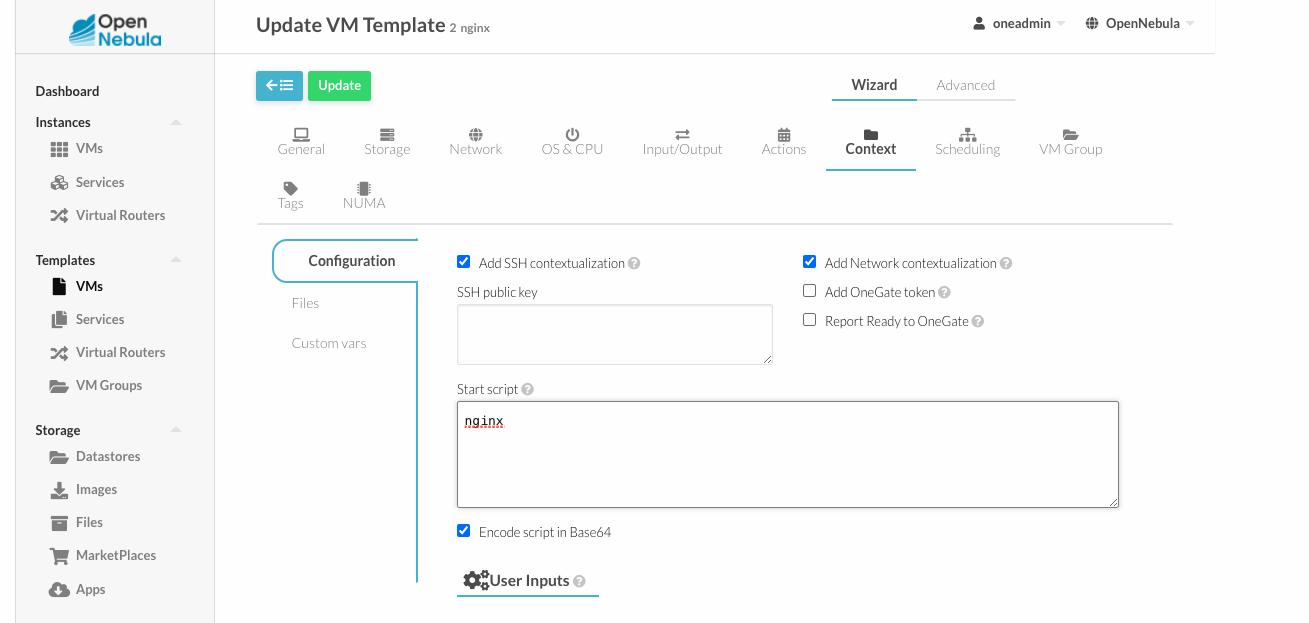 Open
Nebula
Update VM Template 2 nginx
oneadmin
OpenNebula
Update
Wizard
Advanced
Dashboard
Instances
VMs
Services
Virtual Routers
Templates
VMs
Services
Virtual Routers
VM Groups
Storage
Datastores
Images
Files
MarketPlaces
Apps
General
Storage
Network
OS & CPU
Input/Output
Actions
Context
Scheduling
VM Group
Tags
NUMA
Configuration
Files
Custom vars
Add SSH contextualization ?
SSH public key
Add Network contextualization ?
Add OneGate token ?
Report Ready to OneGate ?
Start script ?
nginx
Encode script in Base64
User Inputs ?